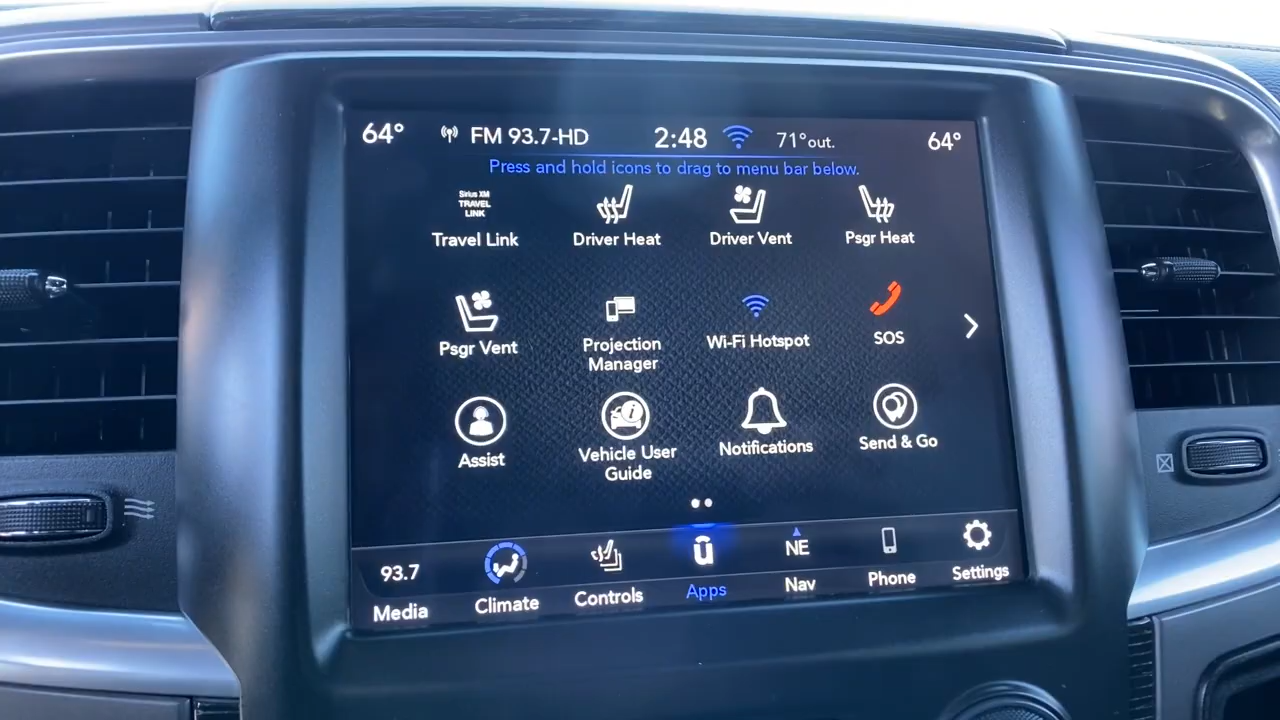 64° FM 93.7-HD 2:48 71°out. 64°
Press and hold icons to drag to menu bar below.
Sirius XM
TRAVEL
LINK
Travel Link Driver Heat Driver Vent Psgr Heat
Psgr Vent Projection Manager Wi-Fi Hotspot SOS
Assist Vehicle User Guide Notifications Send & Go
93.7 NE
Media Climate Controls Apps Nav Phone Settings